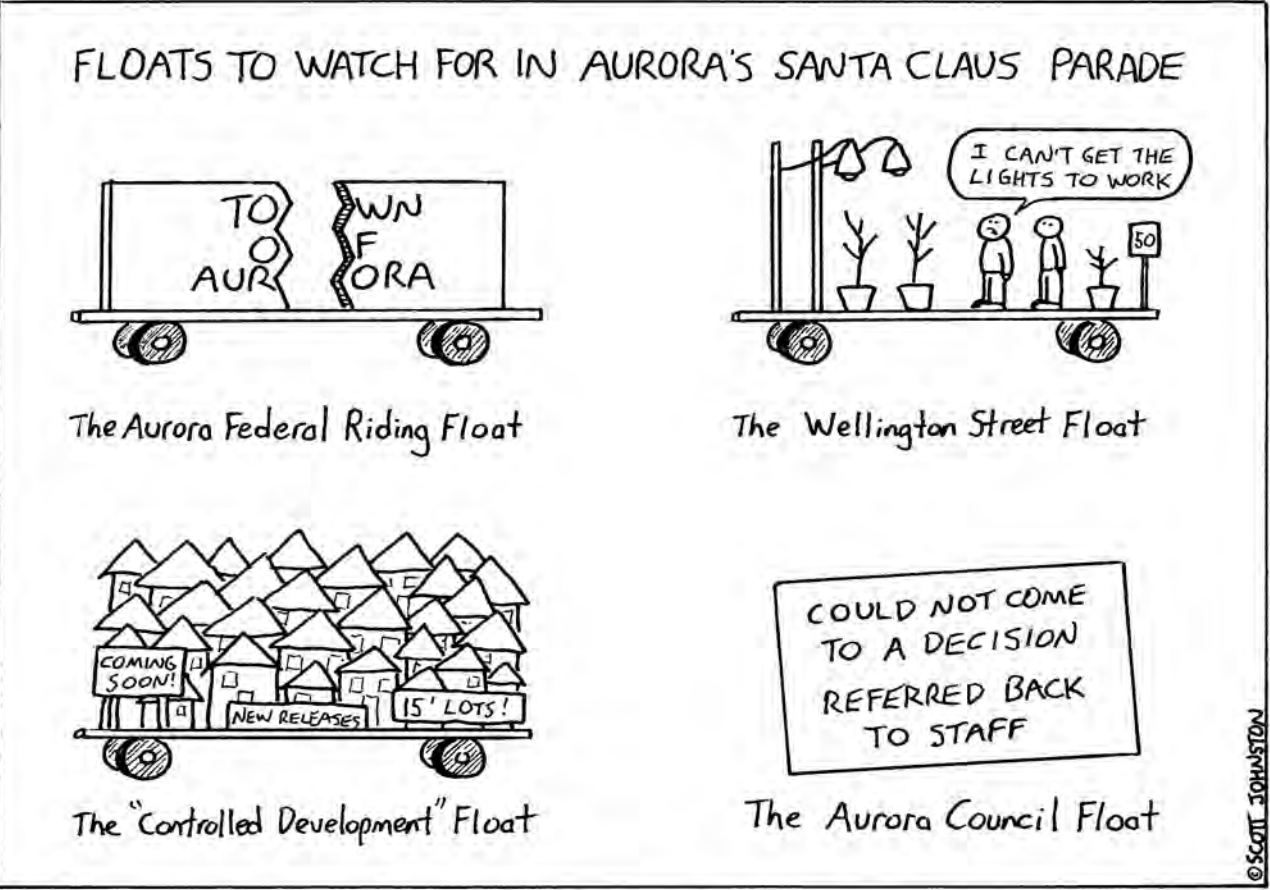 FLOATS TO WATCH FOR IN AURORA'S SANTA CLAUS PARADE
TO WN
O F
AUR ORA
The Aurora Federal Riding Float
I CAN'T GET THE
LIGHTS TO WORK
50
The Wellington Street Float
COMING
SOON!
NEW RELEASES
15' LOTS!
The "Controlled Development" Float
COULD NOT COME
TO A DECISION
REFERRED BACK
TO STAFF
The Aurora Council Float
©SCOTT JOHNSTON